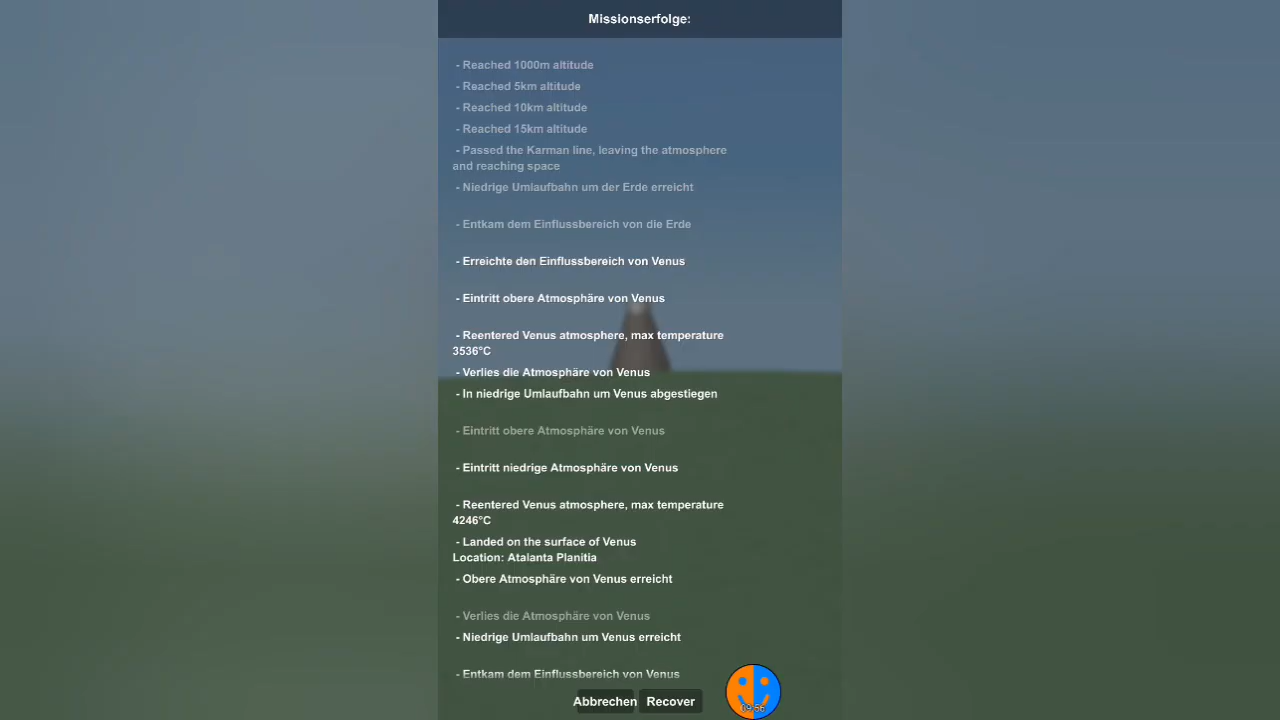 Missionserfolge:
- Reached 1000m altitude
- Reached 5km altitude
- Reached 10km altitude
- Reached 15km altitude
- Passed the Karman line, leaving the atmosphere
and reaching space
- Niedrige Umlaufbahn um der Erde erreicht
- Entkam dem Einflussbereich von die Erde
- Erreichte den Einflussbereich von Venus
- Eintritt obere Atmosphäre von Venus
- Reentered Venus atmosphere, max temperature
3536°C
- Verlies die Atmosphäre von Venus
- In niedrige Umlaufbahn um Venus abgestiegen
- Eintritt obere Atmosphäre von Venus
- Eintritt niedrige Atmosphäre von Venus
- Reentered Venus atmosphere, max temperature
4246°C
- Landed on the surface of Venus
Location: Atalanta Planitia
- Obere Atmosphäre von Venus erreicht
- Verlies die Atmosphäre von Venus
- Niedrige Umlaufbahn um Venus erreicht
- Entkam dem Einflussbereich von Venus
Abbrechen Recover